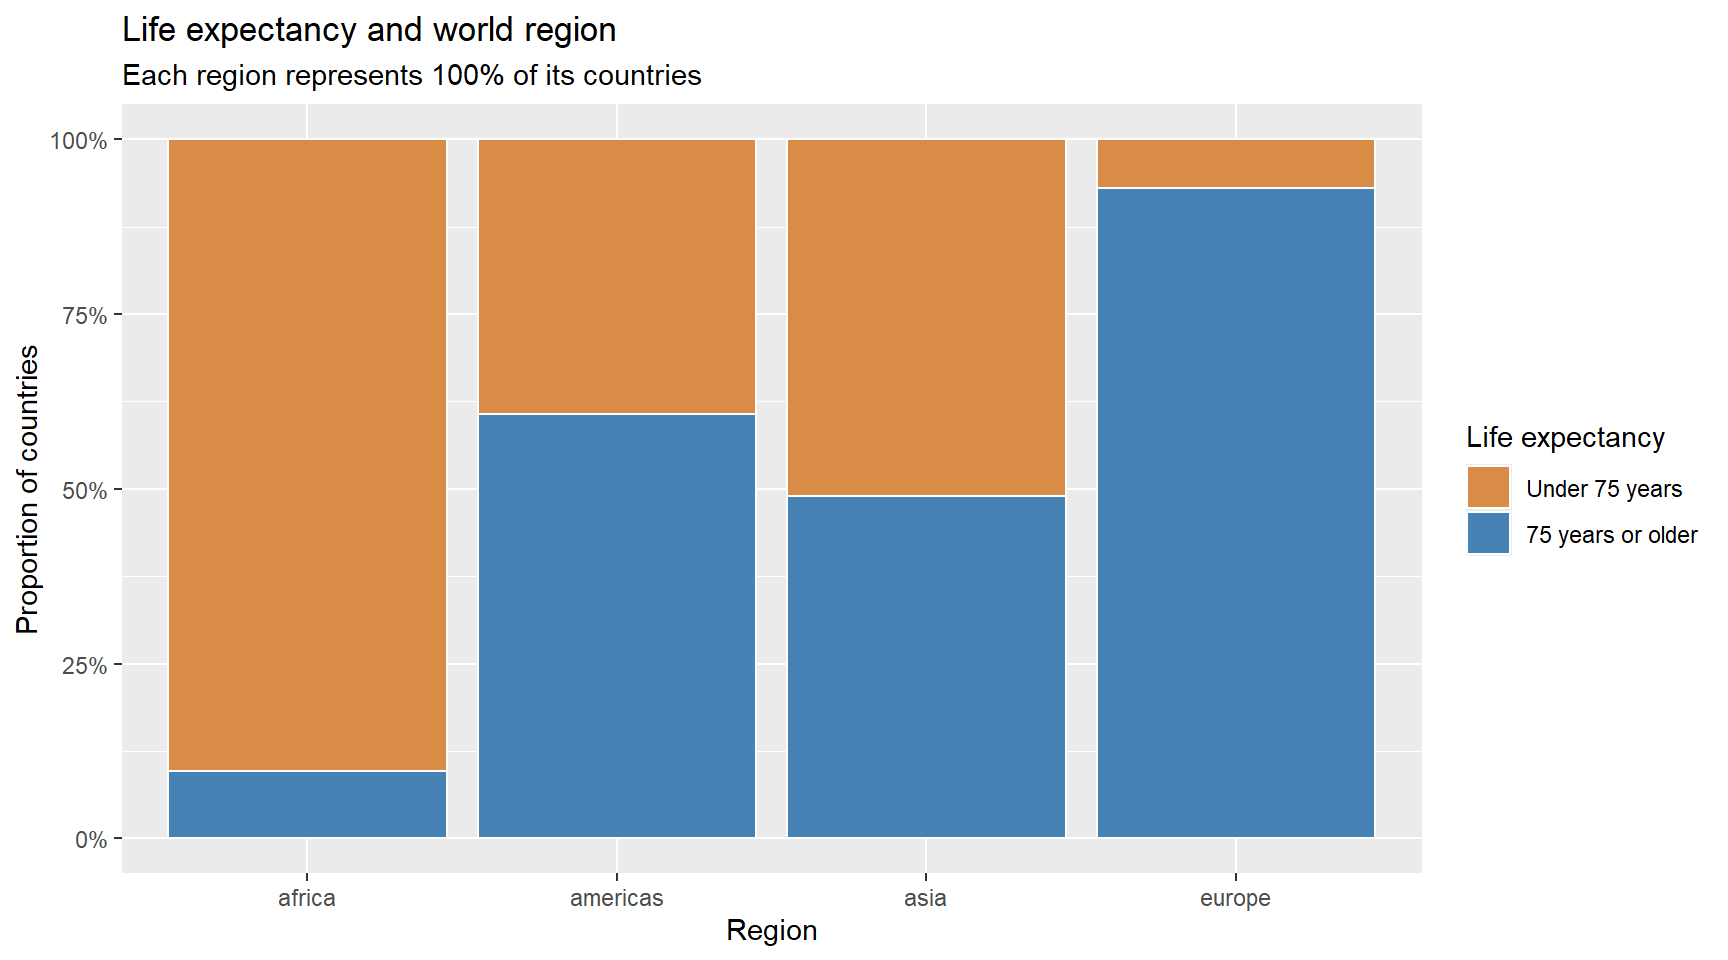 Life expectancy and world region
Each region represents 100% of its countries
100%
75%
50%
25%
0%
Proportion of countries
africa
americas
asia
europe
Region
Life expectancy
Under 75 years
75 years or older